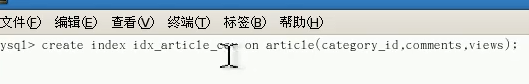 文件(F) 编辑(E) 查看(V) 终端(T) 标签(B) 帮助(H)
ysql> create index idx_article_ on article(category_id,comments,views);